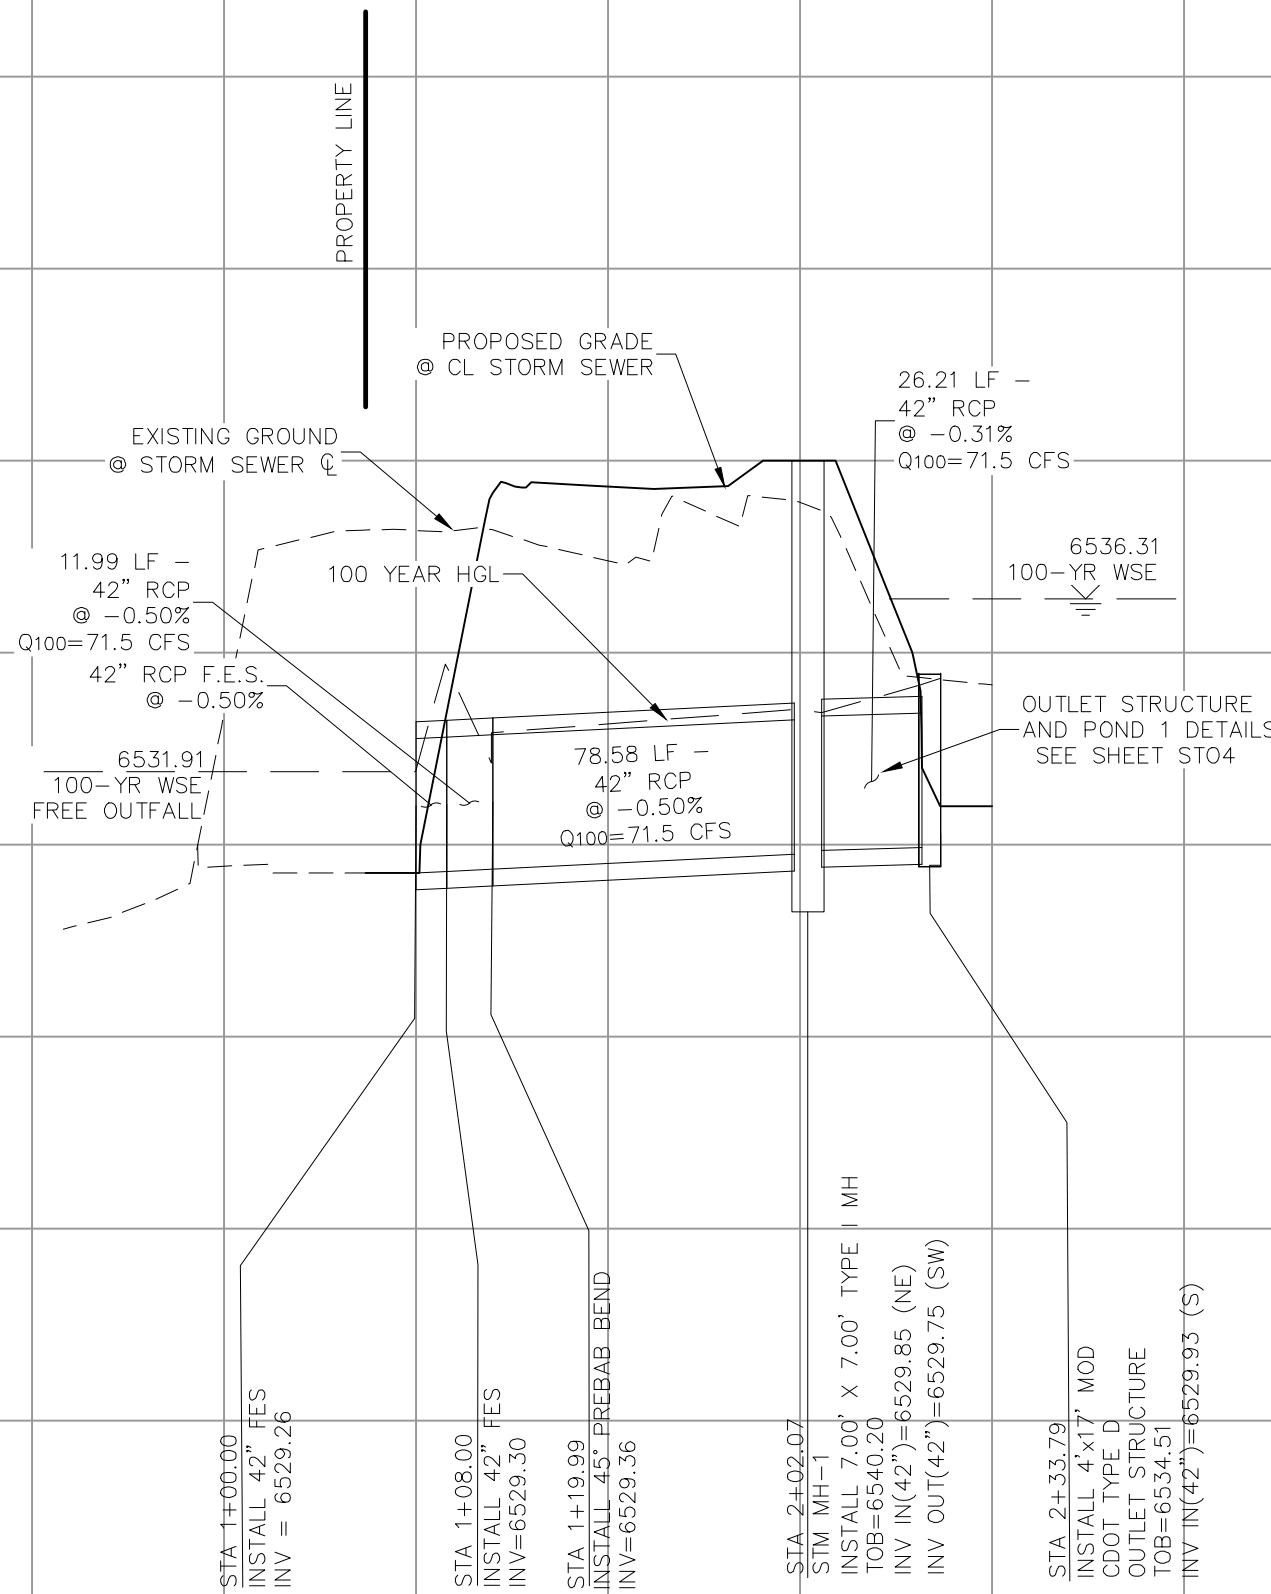 PROPERTY LINE
PROPOSED GRADE
@ CL STORM SEWER
26.21 LF –
42" RCP
@ –0.31%
Q100=71.5 CFS
EXISTING GROUND
@ STORM SEWER ℄
6536.31
100–YR WSE
11.99 LF –
42" RCP
@ –0.50%
Q100=71.5 CFS
100 YEAR HGL
42" RCP F.E.S.
@ –0.50%
OUTLET STRUCTURE
AND POND 1 DETAILS
SEE SHEET ST04
6531.91
100–YR WSE
FREE OUTFALL
78.58 LF –
42" RCP
@ –0.50%
Q100=71.5 CFS
STA 1+00.00
INSTALL 42" FES
INV = 6529.26
STA 1+08.00
INSTALL 42" FES
INV=6529.30
STA 1+19.99
INSTALL 45° PREBAB BEND
INV=6529.36
STA 2+02.07
STM MH–1
INSTALL 7.00' X 7.00' TYPE I MH
TOB=6540.20
INV IN(42")=6529.85 (NE)
INV OUT(42")=6529.75 (SW)
STA 2+33.79
INSTALL 4'x17' MOD
CDOT TYPE D
OUTLET STRUCTURE
TOB=6534.51
INV IN(42")=6529.93 (S)